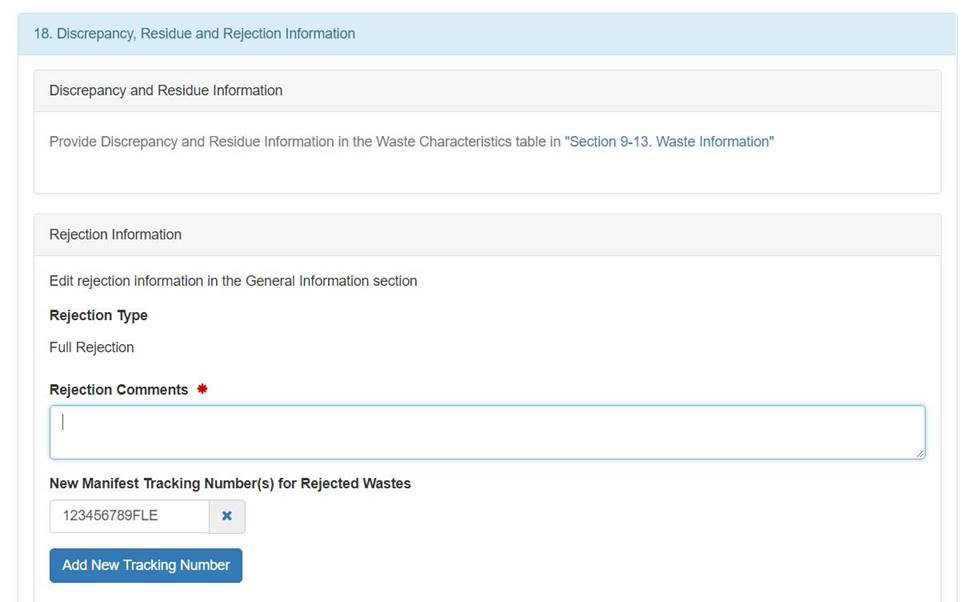 18. Discrepancy, Residue and Rejection Information
Discrepancy and Residue Information
Provide Discrepancy and Residue Information in the Waste Characteristics table in "Section 9-13. Waste Information"
Rejection Information
Edit rejection information in the General Information section
Rejection Type
Full Rejection
Rejection Comments *
New Manifest Tracking Number(s) for Rejected Wastes
123456789FLE
Add New Tracking Number